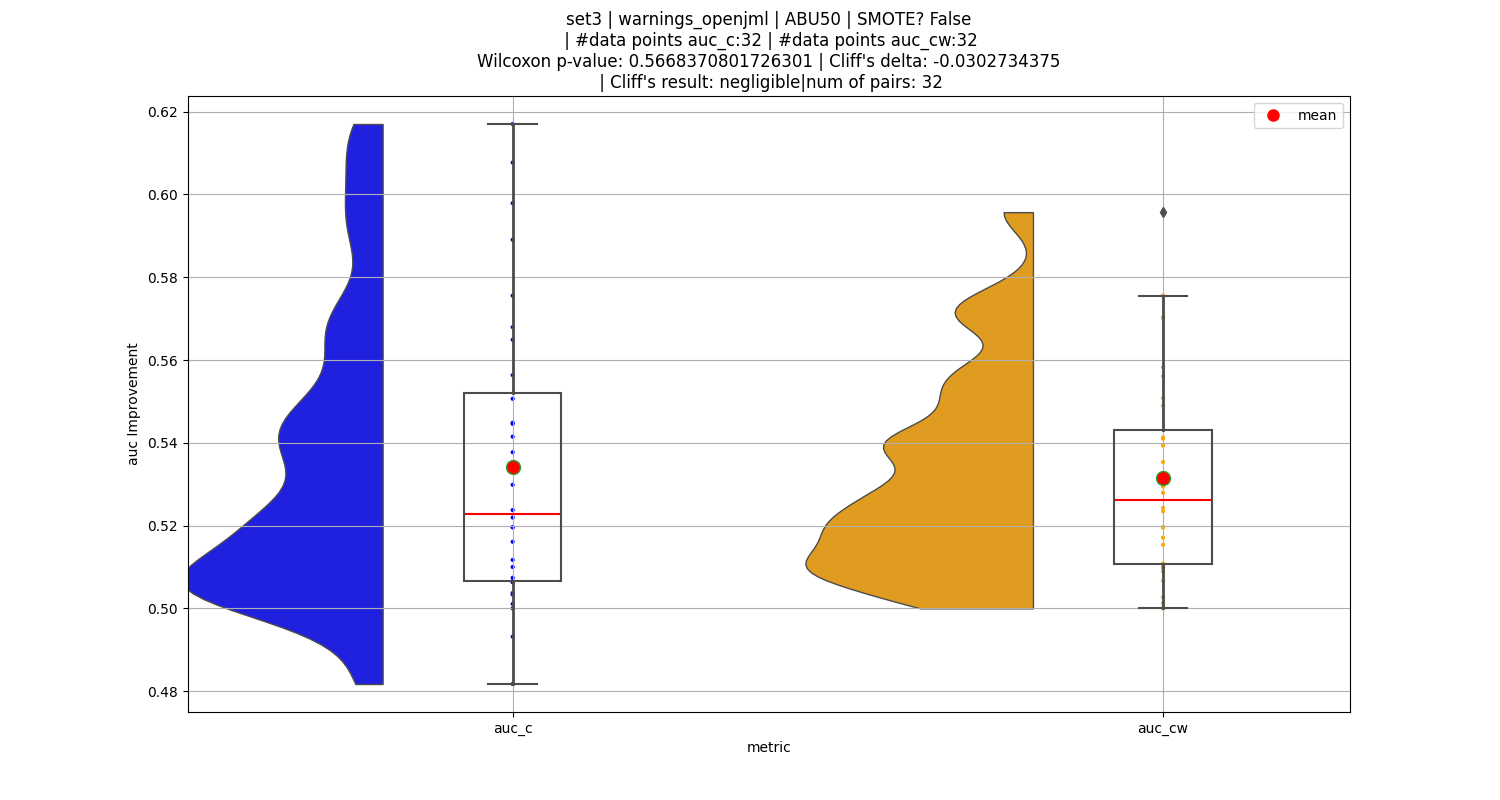 set3 | warnings_openjml | ABU50 | SMOTE? False
| #data points auc_c:32 | #data points auc_cw:32
Wilcoxon p-value: 0.5668370801726301 | Cliff's delta: -0.0302734375
| Cliff's result: negligible|num of pairs: 32
mean
0.62
0.60
0.58
0.56
0.54
0.52
0.50
0.48
auc Improvement
auc_c
auc_cw
metric